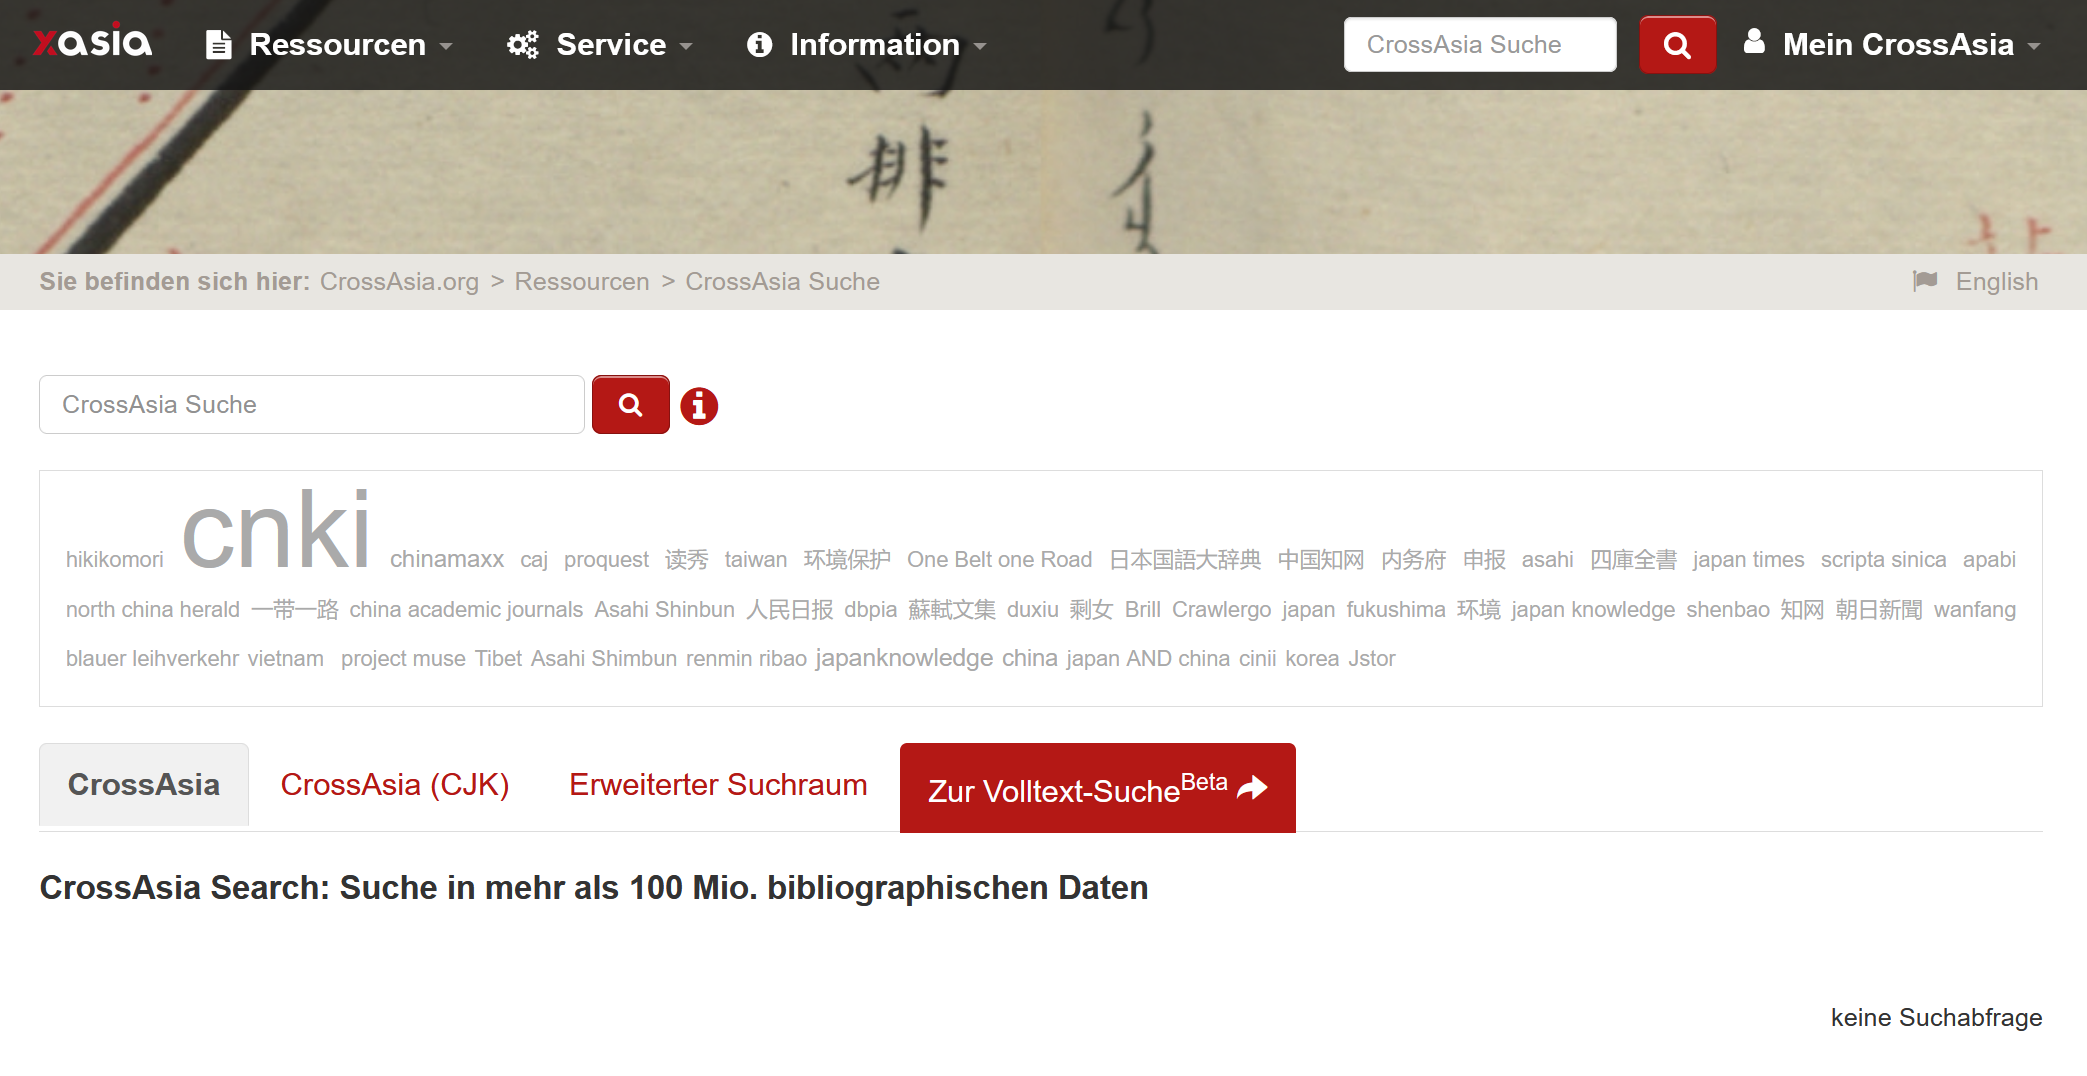 xasia Ressourcen Service Information CrossAsia Suche Mein CrossAsia
排
Sie befinden sich hier: CrossAsia.org > Ressourcen > CrossAsia Suche English
CrossAsia Suche
hikikomori cnki chinamaxx caj proquest 读秀 taiwan 环境保护 One Belt one Road 日本国語大辞典 中国知网 内务府 申报 asahi 四庫全書 japan times scripta sinica apabi
north china herald 一带一路 china academic journals Asahi Shinbun 人民日报 dbpia 蘇軾文集 duxiu 剩女 Brill Crawlergo japan fukushima 环境 japan knowledge shenbao 知网 朝日新聞 wanfang
blauer leihverkehr vietnam project muse Tibet Asahi Shimbun renmin ribao japanknowledge china japan AND china cinii korea Jstor
CrossAsia CrossAsia (CJK) Erweiterter Suchraum Zur Volltext-Suche Beta
CrossAsia Search: Suche in mehr als 100 Mio. bibliographischen Daten
keine Suchabfrage